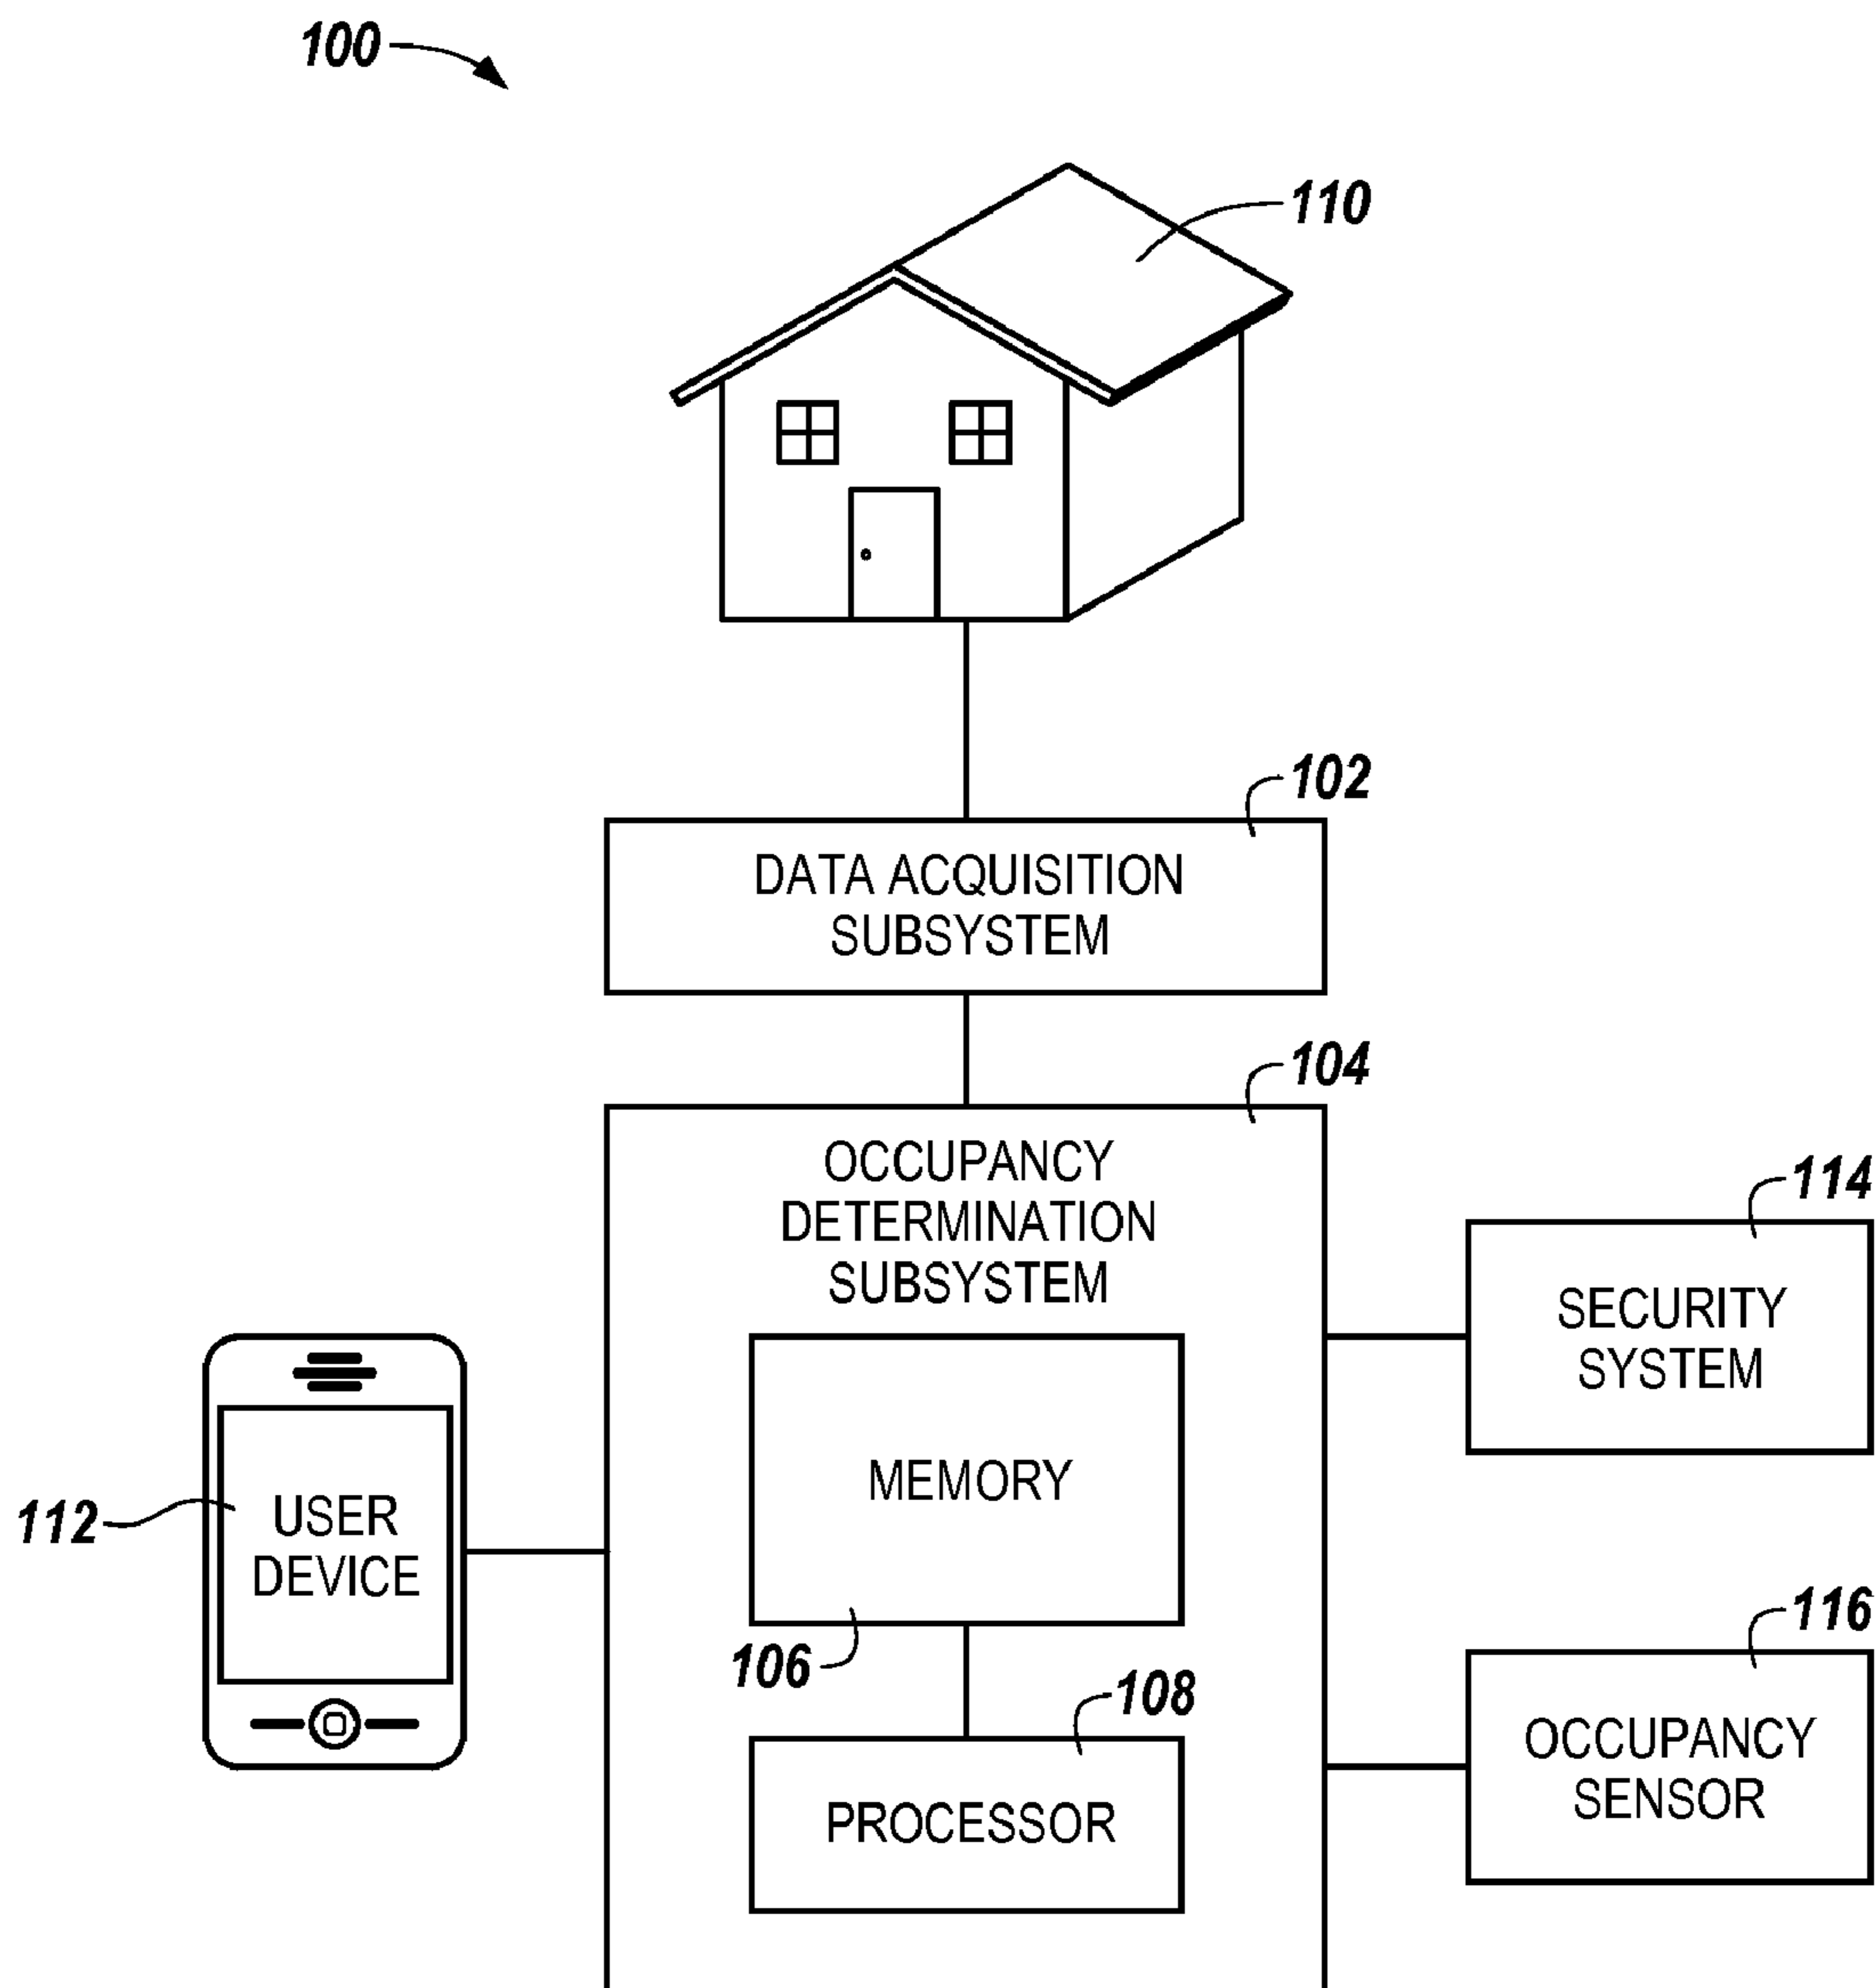 100
110
102
DATA ACQUISITION
SUBSYSTEM
104
OCCUPANCY
DETERMINATION
SUBSYSTEM
114
SECURITY
SYSTEM
MEMORY
112
USER
DEVICE
106
108
116
PROCESSOR
OCCUPANCY
SENSOR